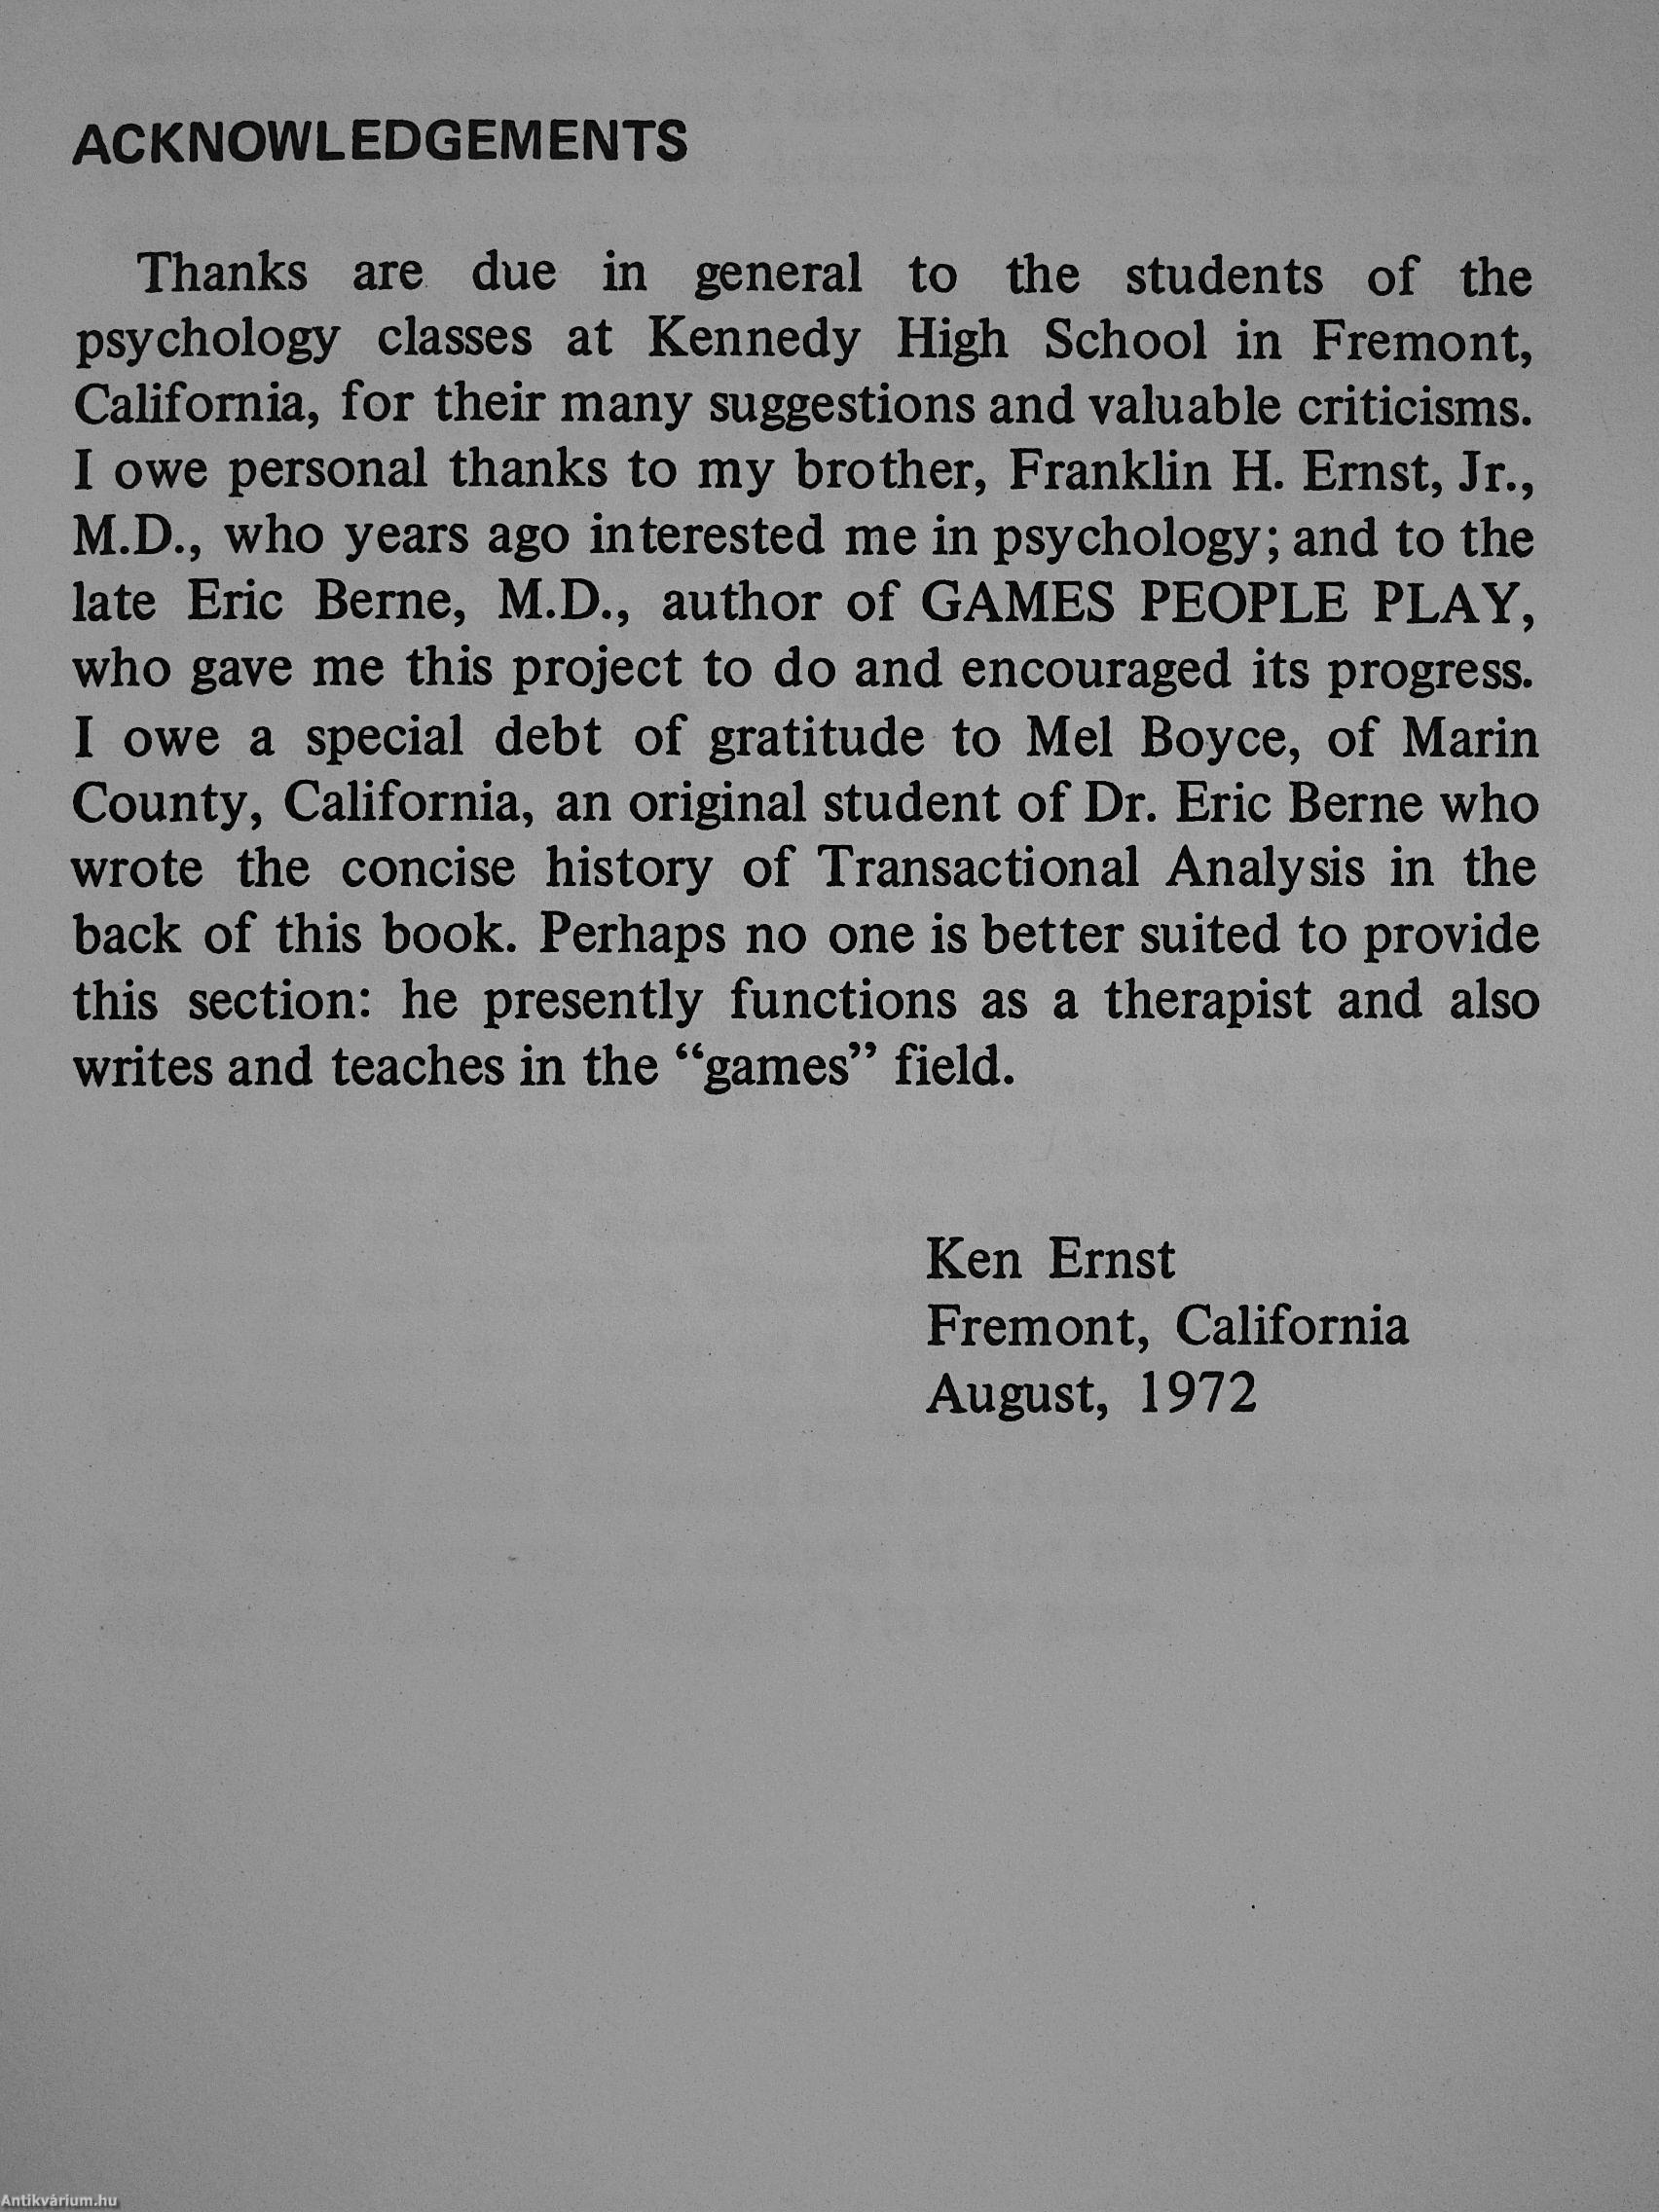 ACKNOWLEDGEMENTS
Thanks are due in general to the students of the
psychology classes at Kennedy High School in Fremont,
California, for their many suggestions and valuable criticisms.
I owe personal thanks to my brother, Franklin H. Ernst, Jr.,
M.D., who years ago interested me in psychology; and to the
late Eric Berne, M.D., author of GAMES PEOPLE PLAY,
who gave me this project to do and encouraged its progress.
I owe a special debt of gratitude to Mel Boyce, of Marin
County, California, an original student of Dr. Eric Berne who
wrote the concise history of Transactional Analysis in the
back of this book. Perhaps no one is better suited to provide
this section: he presently functions as a therapist and also
writes and teaches in the “games” field.
Ken Ernst
Fremont, California
August, 1972
Antikvárium.hu